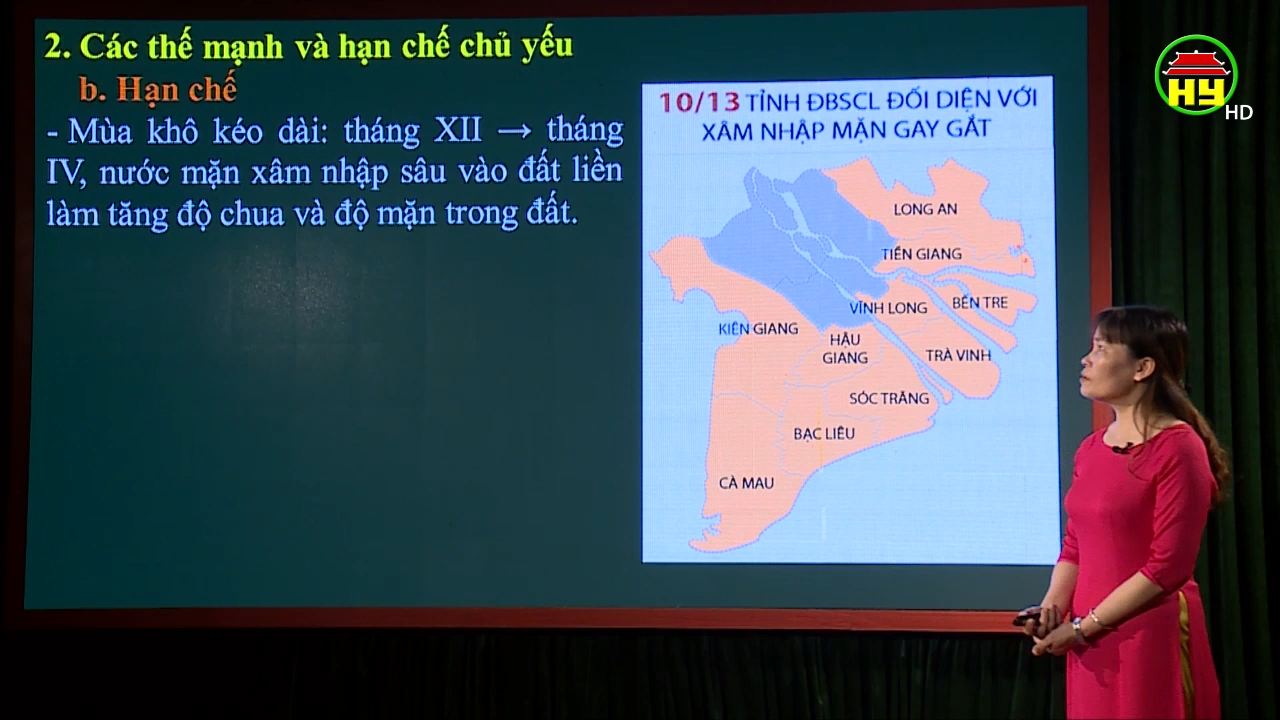 2. Các thế mạnh và hạn chế chủ yếu
b. Hạn chế
- Mùa khô kéo dài: tháng XII → tháng
IV, nước mặn xâm nhập sâu vào đất liền
làm tăng độ chua và độ mặn trong đất.
10/13 TỈNH ĐBSCL ĐỐI DIỆN VỚI
XÂM NHẬP MẶN GAY GẮT
LONG AN
TIỀN GIANG
VĨNH LONG
BẾN TRE
KIÊN GIANG
HẬU
GIANG
TRÀ VINH
SÓC TRĂNG
BẠC LIÊU
CÀ MAU
HY
HD